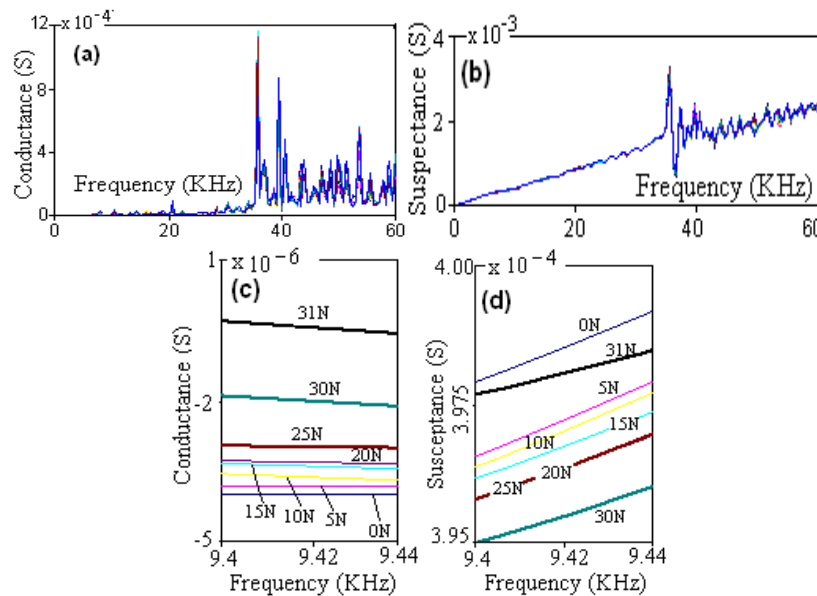 12 x 10⁻⁴
(a)
Conductance (S)
8
4
0
Frequency (KHz)
0 20 40 60
4 x 10⁻³
(b)
Suspectance (S)
2
0
Frequency (KHz)
0 20 40 60
1 x 10⁻⁶
(c)
Conductance (S)
-2
-5
31N
30N
25N
20N
15N 10N 5N 0N
9.4 9.42 9.44
Frequency (KHz)
4.00 x 10⁻⁴
(d)
Susceptance (S)
3.975
3.95
0N
31N
5N
15N
10N
20N
25N
30N
9.4 9.42 9.44
Frequency (KHz)